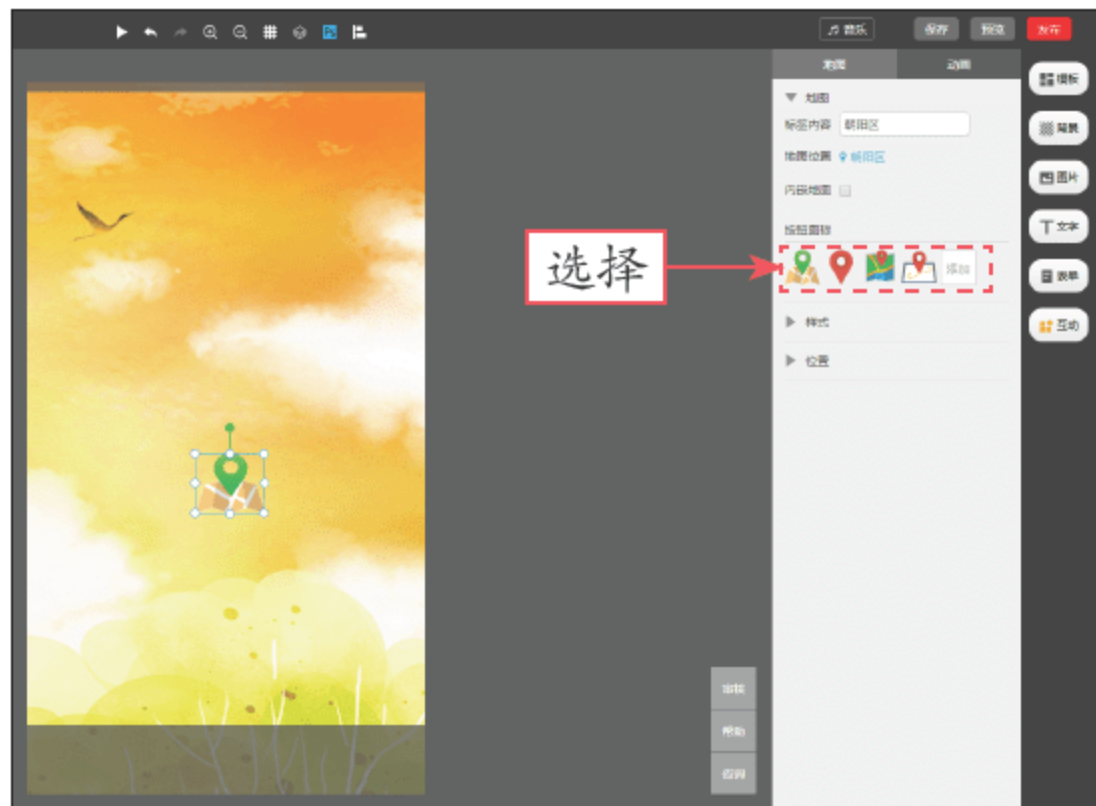 音乐 保存 预览 发布
地图 动画
地图
标签内容 朝阳区
地图位置 朝阳区
内嵌地图
按钮图标
添加
选择
样式
位置
模板
背景
图片
文字
表单
互动
审核
帮助